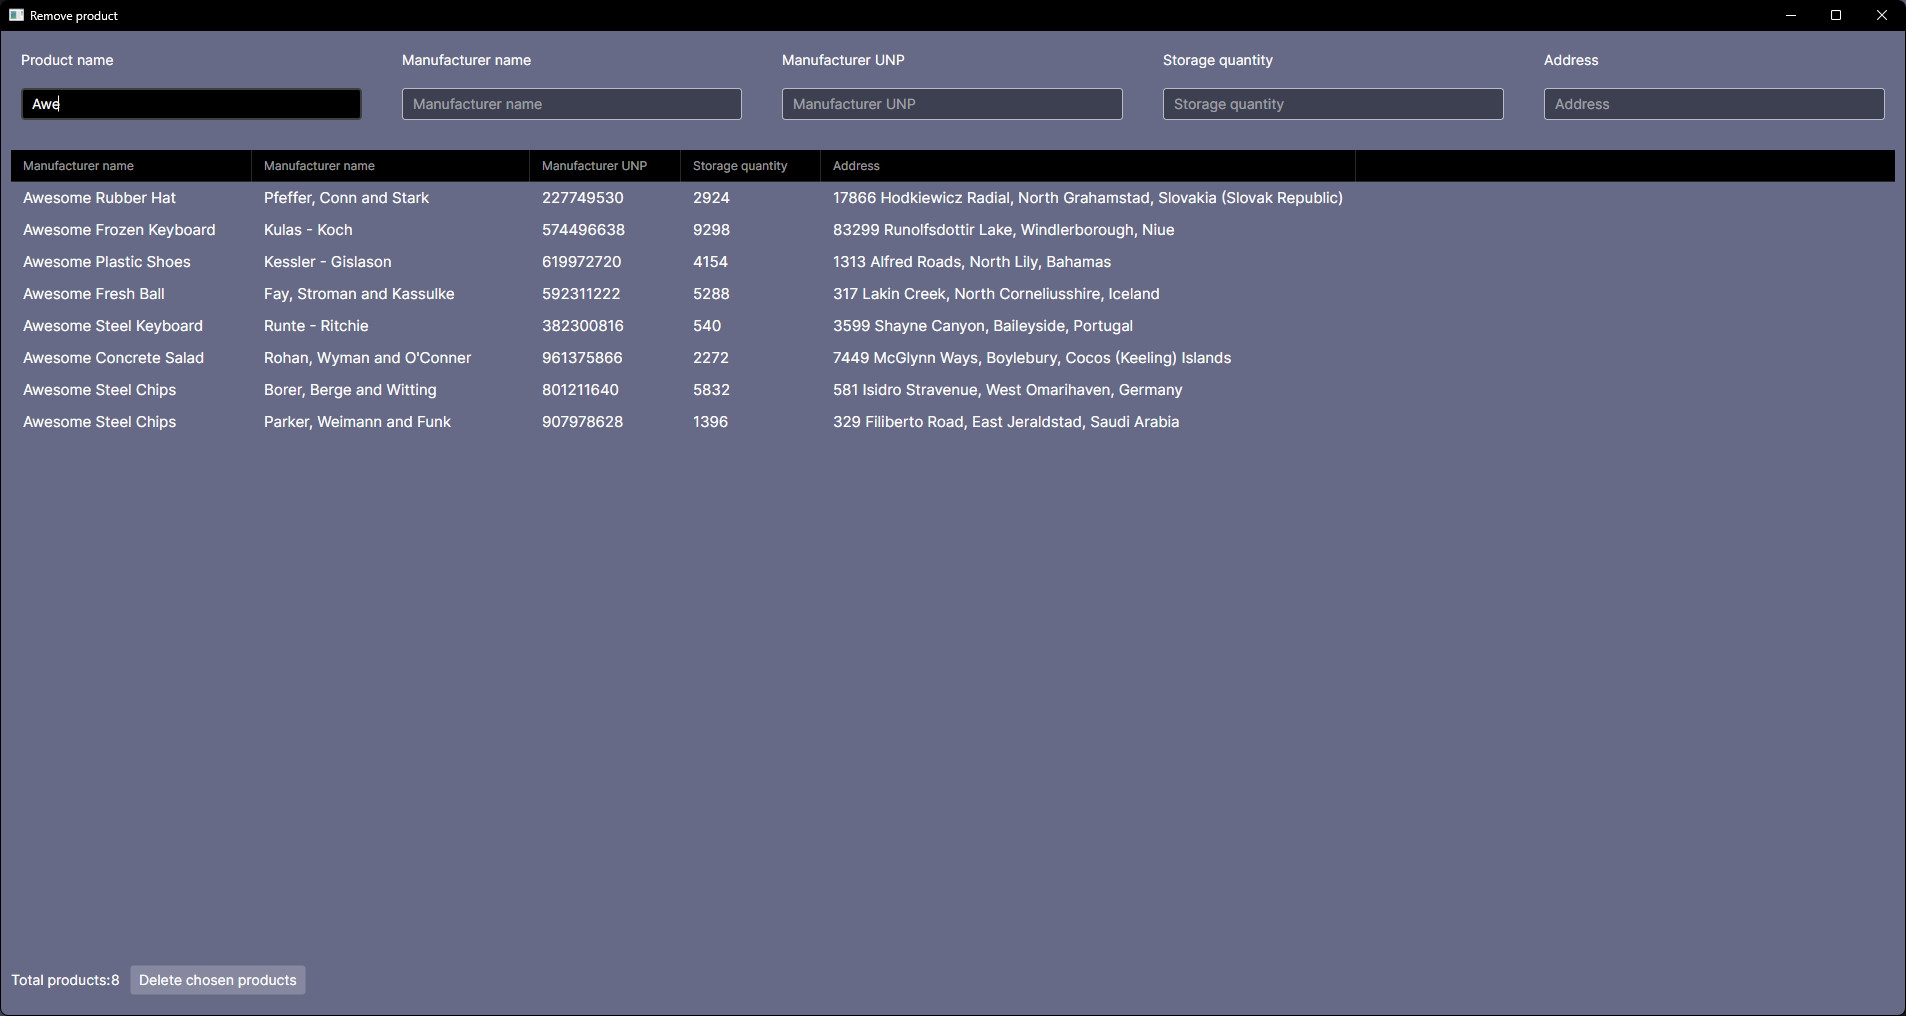 Remove product
Product name Manufacturer name Manufacturer UNP Storage quantity Address
Awe Manufacturer name Manufacturer UNP Storage quantity Address
Manufacturer name Manufacturer name Manufacturer UNP Storage quantity Address
Awesome Rubber Hat Pfeffer, Conn and Stark 227749530 2924 17866 Hodkiewicz Radial, North Grahamstad, Slovakia (Slovak Republic)
Awesome Frozen Keyboard Kulas - Koch 574496638 9298 83299 Runolfsdottir Lake, Windlerborough, Niue
Awesome Plastic Shoes Kessler - Gislason 619972720 4154 1313 Alfred Roads, North Lily, Bahamas
Awesome Fresh Ball Fay, Stroman and Kassulke 592311222 5288 317 Lakin Creek, North Corneliusshire, Iceland
Awesome Steel Keyboard Runte - Ritchie 382300816 540 3599 Shayne Canyon, Baileyside, Portugal
Awesome Concrete Salad Rohan, Wyman and O'Conner 961375866 2272 7449 McGlynn Ways, Boylebury, Cocos (Keeling) Islands
Awesome Steel Chips Borer, Berge and Witting 801211640 5832 581 Isidro Stravenue, West Omarihaven, Germany
Awesome Steel Chips Parker, Weimann and Funk 907978628 1396 329 Filiberto Road, East Jeraldstad, Saudi Arabia
Total products:8 Delete chosen products